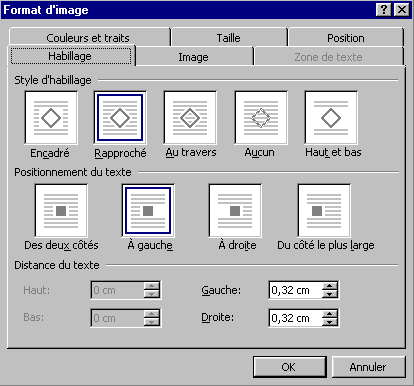 Format d'image
Couleurs et traits Taille Position
Habillage Image Zone de texte
Style d'habillage
Encadré Rapproché Au travers Aucun Haut et bas
Positionnement du texte
Des deux côtés À gauche À droite Du côté le plus large
Distance du texte
Haut: 0 cm Gauche: 0,32 cm
Bas: 0 cm Droite: 0,32 cm
OK Annuler